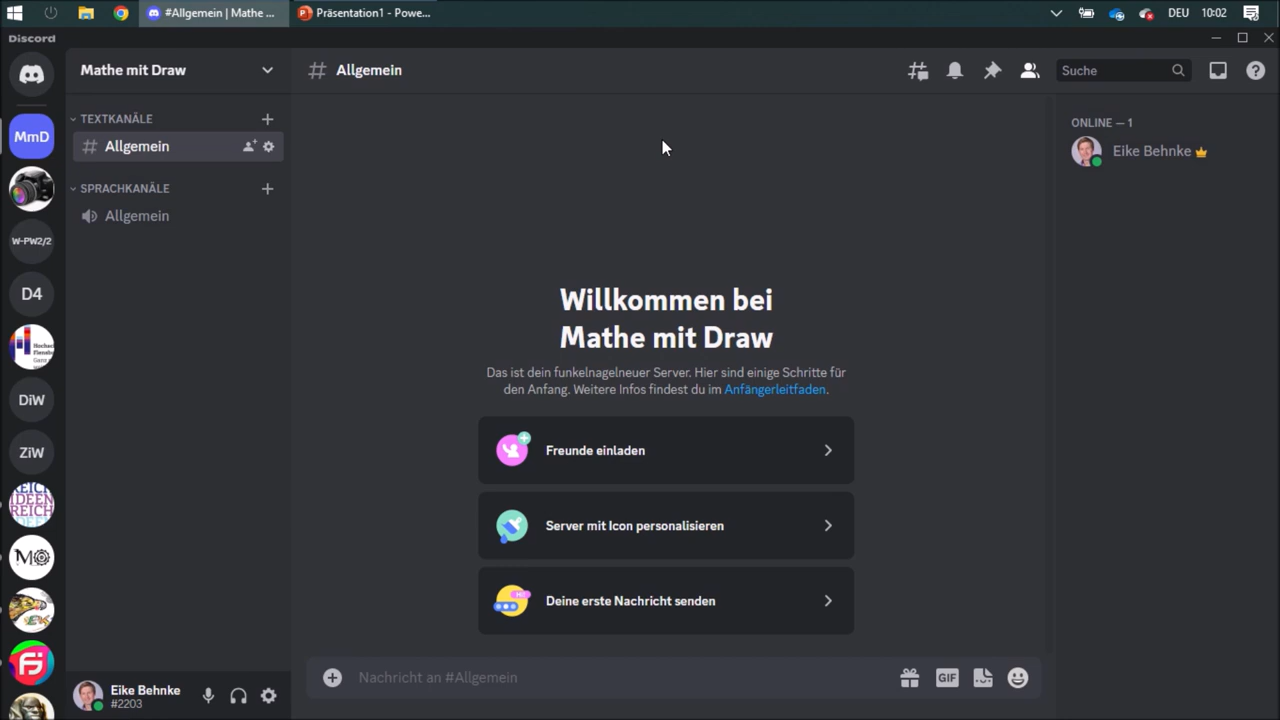 #Allgemein | Mathe ...
Präsentation1 - Powe...
DEU
10:02
Discord
Mathe mit Draw
Allgemein
Suche
MmD
TEXTKANÄLE
Allgemein
SPRACHKANÄLE
Allgemein
ONLINE — 1
Eike Behnke
W-PW2/2
D4
DiW
ZiW
Willkommen bei
Mathe mit Draw
Das ist dein funkelnagelneuer Server. Hier sind einige Schritte für
den Anfang. Weitere Infos findest du im Anfängerleitfaden.
Freunde einladen
Server mit Icon personalisieren
Deine erste Nachricht senden
IDEEN
REICH
Nachricht an #Allgemein
GIF
Eike Behnke
#2203